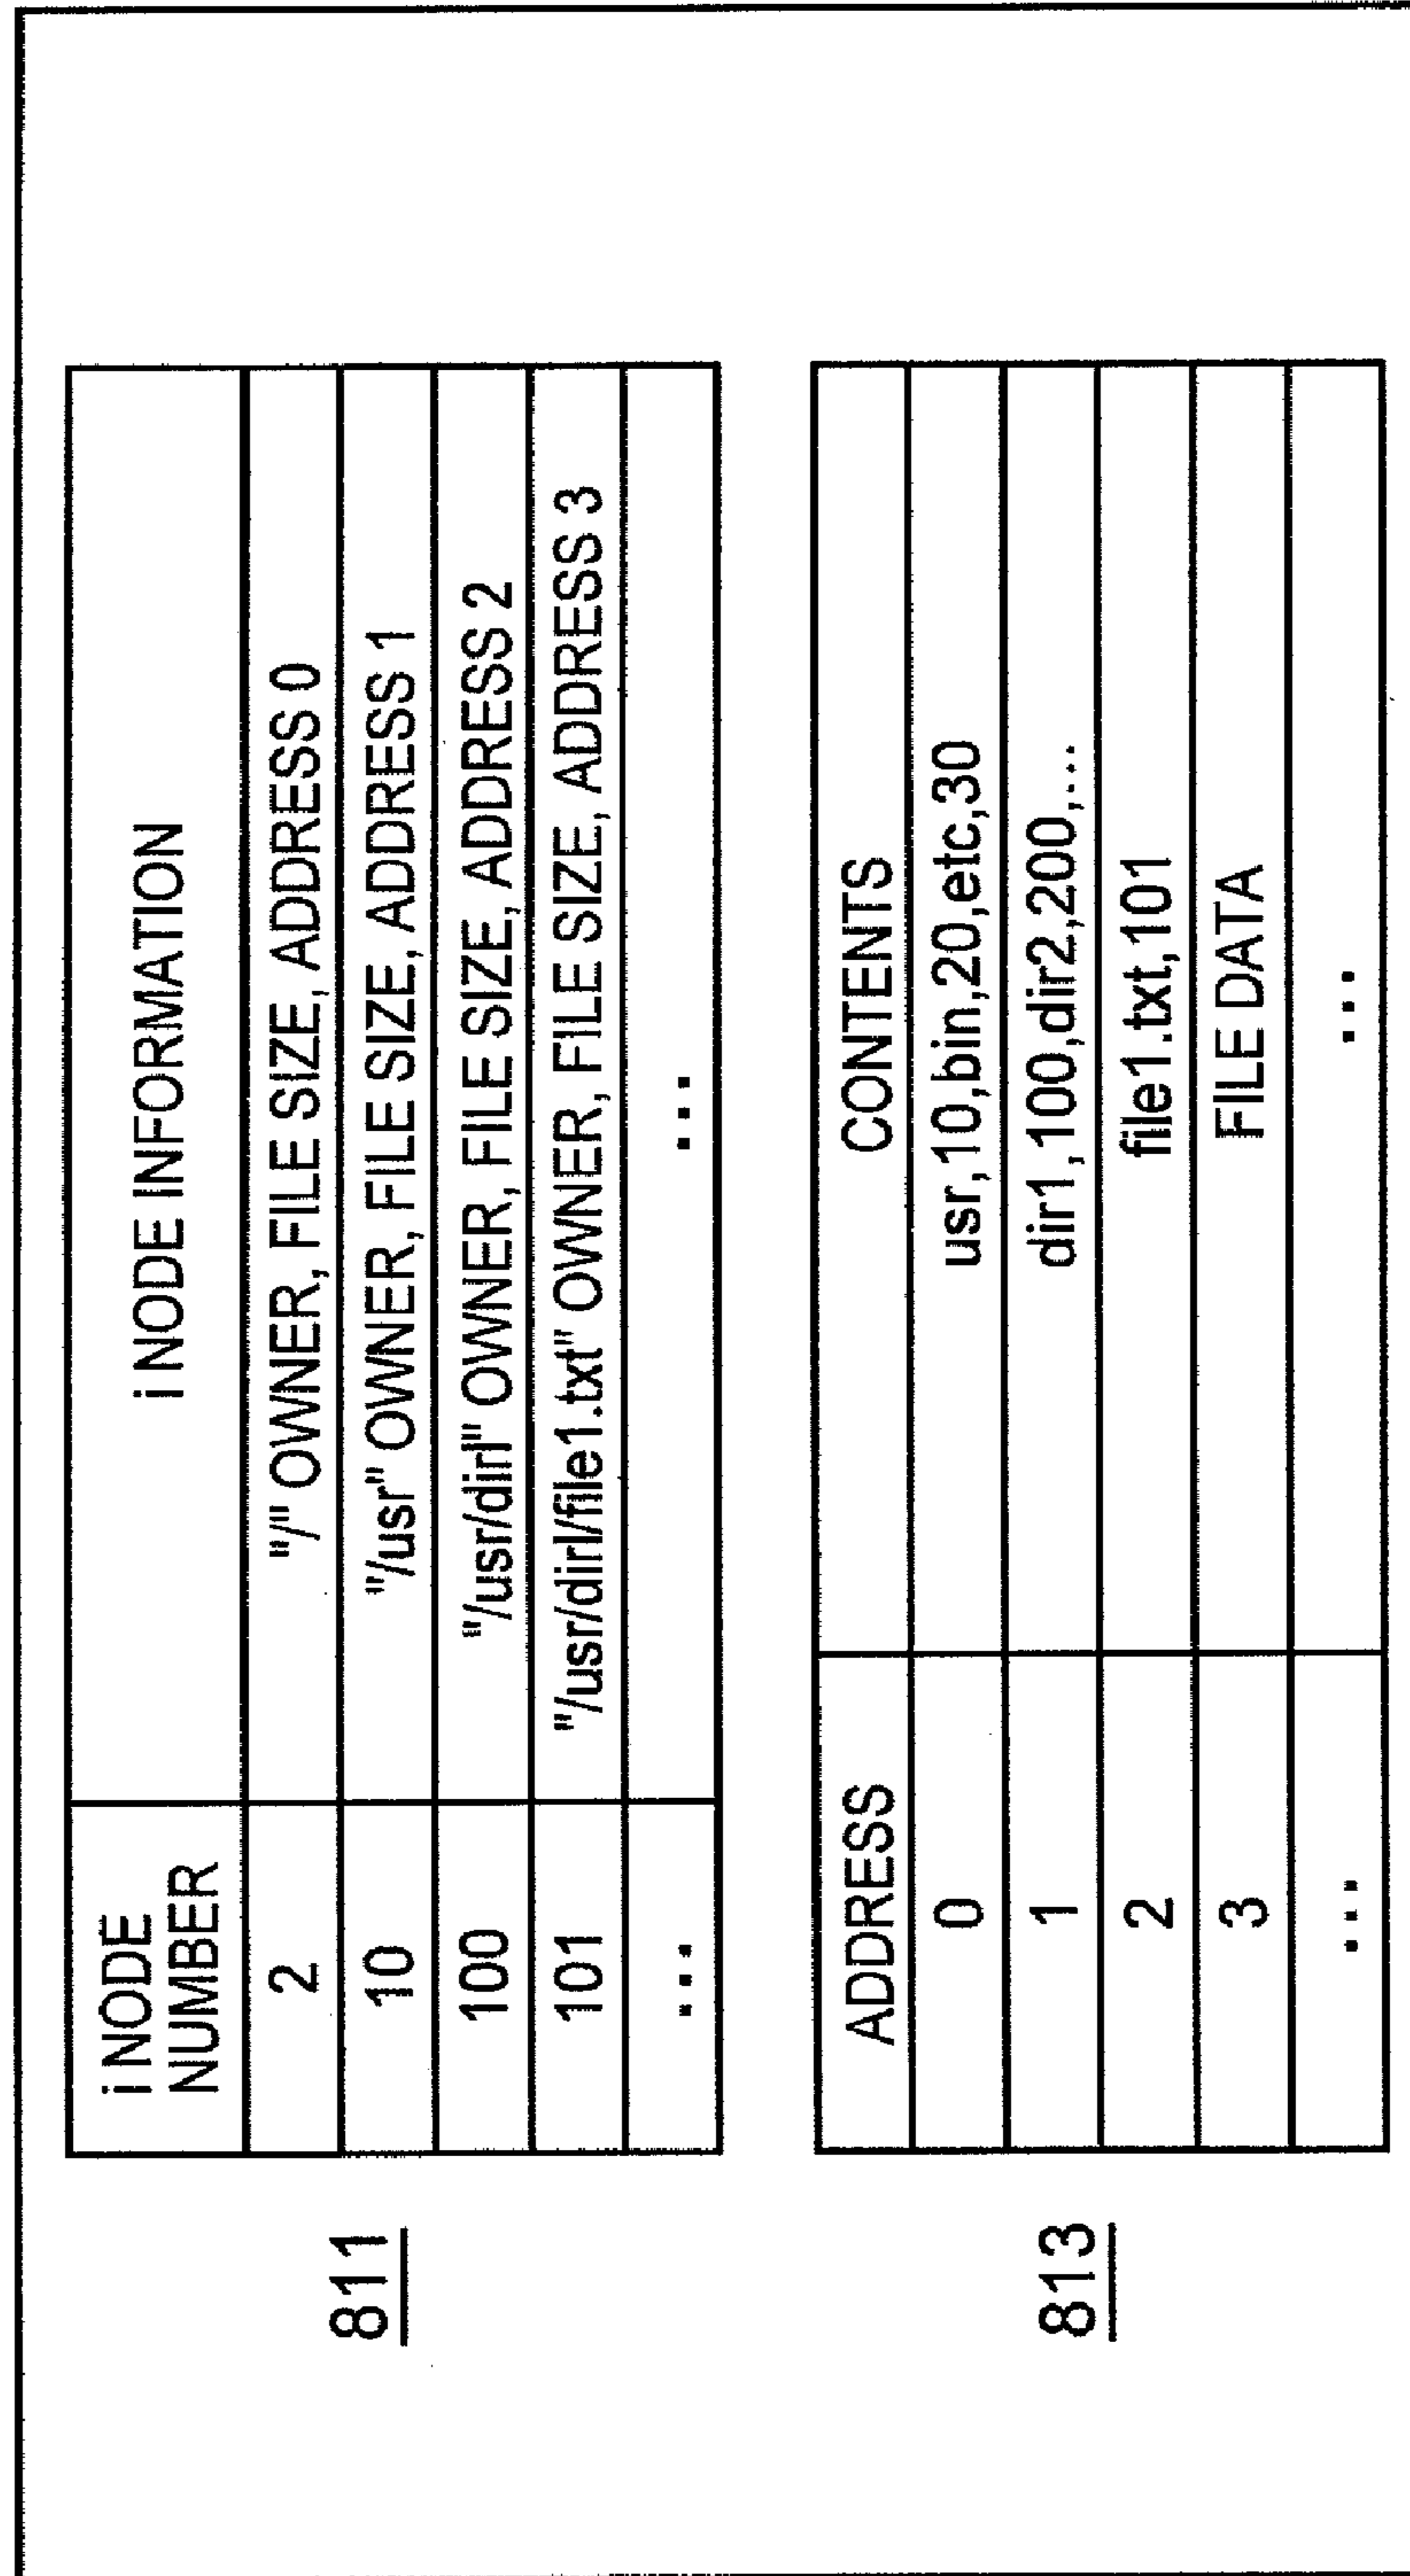 811
i NODE
NUMBER
i NODE INFORMATION
2
"/" OWNER, FILE SIZE, ADDRESS 0
10
"/usr" OWNER, FILE SIZE, ADDRESS 1
100
"/usr/dirl" OWNER, FILE SIZE, ADDRESS 2
101
"/usr/dirl/file1.txt" OWNER, FILE SIZE, ADDRESS 3
...
...
813
ADDRESS
CONTENTS
0
usr,10,bin,20,etc,30
1
dir1,100,dir2,200,...
2
file1.txt,101
3
FILE DATA
...
...